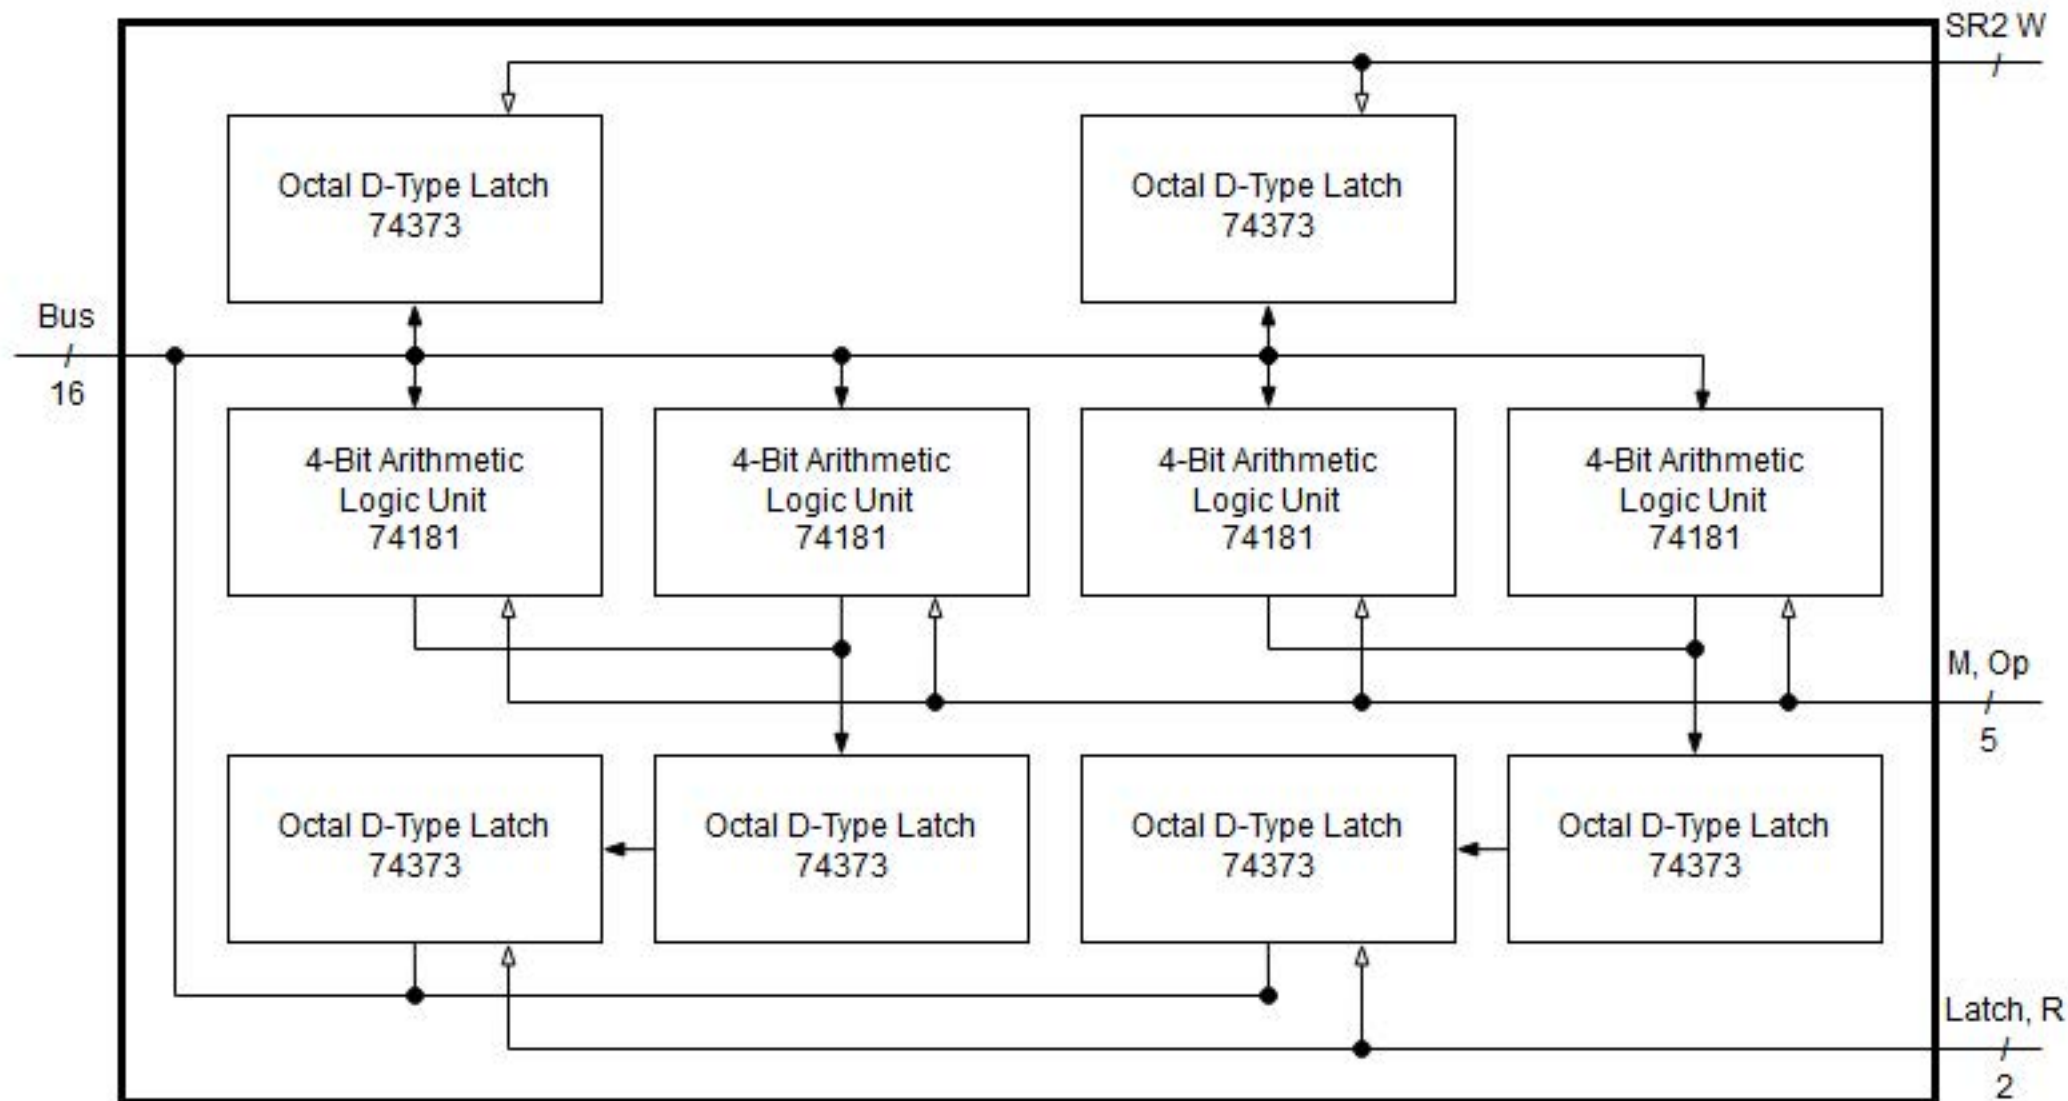 SR2 W
/
Octal D-Type Latch
74373
Octal D-Type Latch
74373
Bus
/
16
4-Bit Arithmetic
Logic Unit
74181
4-Bit Arithmetic
Logic Unit
74181
4-Bit Arithmetic
Logic Unit
74181
4-Bit Arithmetic
Logic Unit
74181
M, Op
/
5
Octal D-Type Latch
74373
Octal D-Type Latch
74373
Octal D-Type Latch
74373
Octal D-Type Latch
74373
Latch, R
/
2